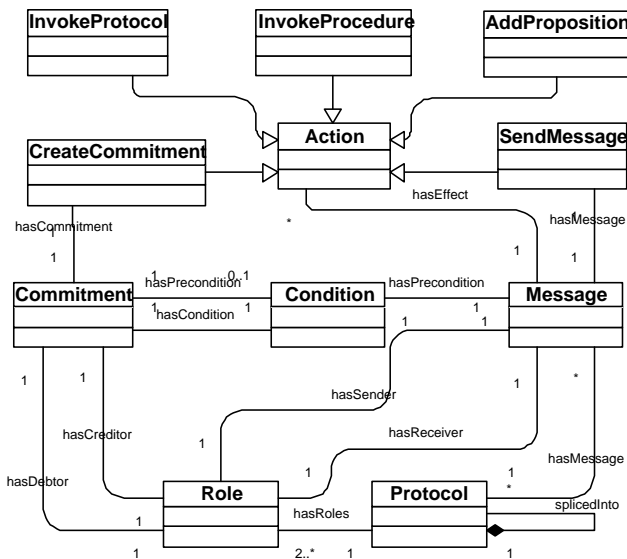 InvokeProtocol
InvokeProcedure
AddProposition
Action
SendMessage
CreateCommitment
hasEffect
hasCommitment
1
1
*
1
hasMessage
1
1
Commitment
1
hasPrecondition
0..1
1
hasCondition
1
Condition
hasPrecondition
1
1
1
Message
1
1
hasSender
1
*
hasCreditor
hasReceiver
hasMessage
hasDebtor
1
1
1
*
Role
Protocol
splicedInto
hasRoles
1
1
2..*
1
1